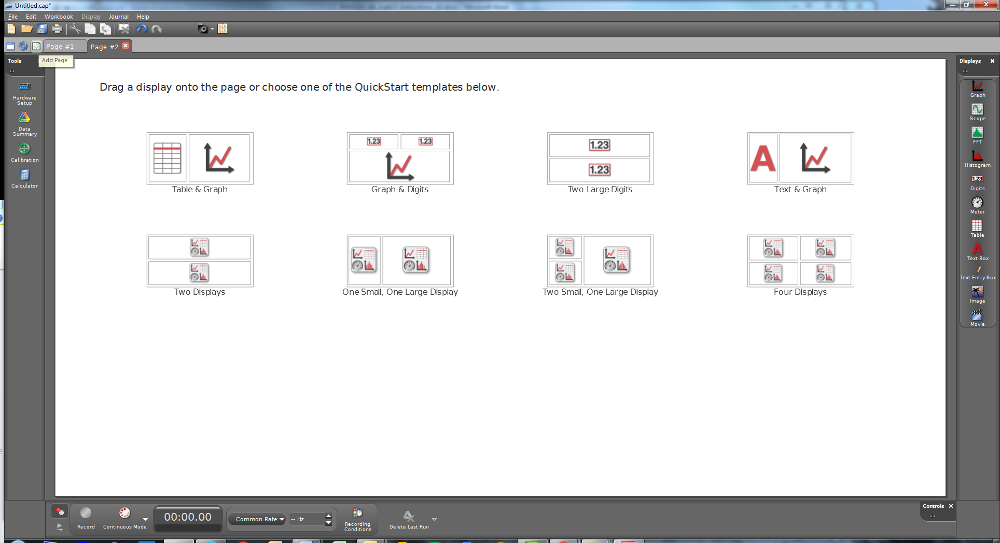 Untitled.cap*
File Edit Workbook Display Journal Help
Page #1 Page #2
Add Page
Tools
Hardware
Setup
Data
Summary
Calibration
Calculator
Drag a display onto the page or choose one of the QuickStart templates below.
1.23 1.23
1.23
1.23
A
Table & Graph
Graph & Digits
Two Large Digits
Text & Graph
Two Displays
One Small, One Large Display
Two Small, One Large Display
Four Displays
Displays
Graph
Scope
FFT
Histogram
1.23
Digits
Meter
Table
A
Text Box
Text Entry Box
Image
Movie
Record
Continuous Mode
00:00.00
Common Rate
-- Hz
Recording
Conditions
Delete Last Run
Controls